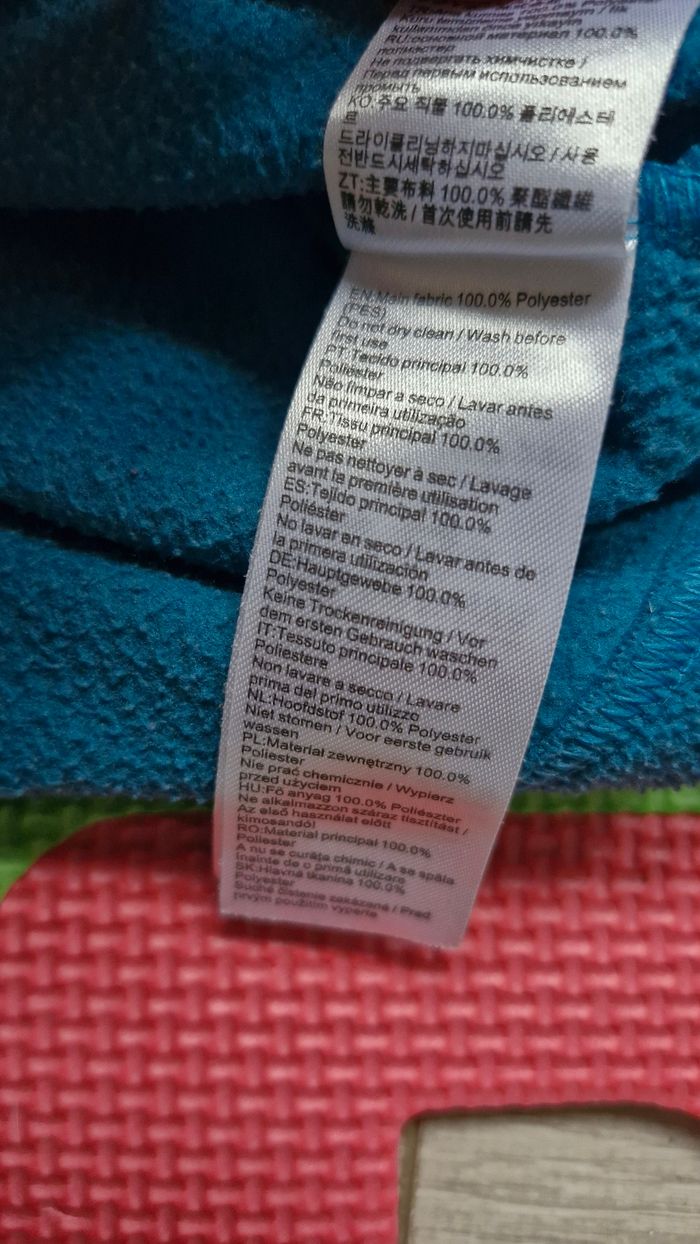 kullanmadan önce yıkayın
RU:основной материал 100.0%
полиэстер
Не подвергать химчистке /
Перед первым использованием
промыть
KO:주요 직물 100.0% 폴리에스테
르
드라이클리닝하지마십시오 / 사용
전반드시세탁하십시오
ZT:主要布料 100.0% 聚酯纖維
請勿乾洗 / 首次使用前請先
洗滌
EN:Main fabric 100.0% Polyester
(PES)
Do not dry clean / Wash before
first use
PT:Tecido principal 100.0%
Poliéster
Não limpar a seco / Lavar antes
da primeira utilização
FR:Tissu principal 100.0%
Polyester
Ne pas nettoyer à sec / Lavage
avant la première utilisation
ES:Tejido principal 100.0%
Poliéster
No lavar en seco / Lavar antes de
la primera utilización
DE:Hauptgewebe 100.0%
Polyester
Keine Trockenreinigung / Vor
dem ersten Gebrauch waschen
IT:Tessuto principale 100.0%
Poliestere
Non lavare a secco / Lavare
prima del primo utilizzo
NL:Hoofdstof 100.0% Polyester
Niet stomen / Voor eerste gebruik
wassen
PL:Materiał zewnętrzny 100.0%
Poliester
Nie prać chemicznie / Wypierz
przed użyciem
HU:Fő anyag 100.0% Poliészter
Ne alkalmazzon száraz tisztítást /
Az első használat előtt
kimosandó!
RO:Material principal 100.0%
Poliester
A nu se curăța chimic / A se spăla
înainte de o primă utilizare
SK:Hlavná tkanina 100.0%
Polyester
Suché čistenie zakázané / Pred
prvým použitím vyperte